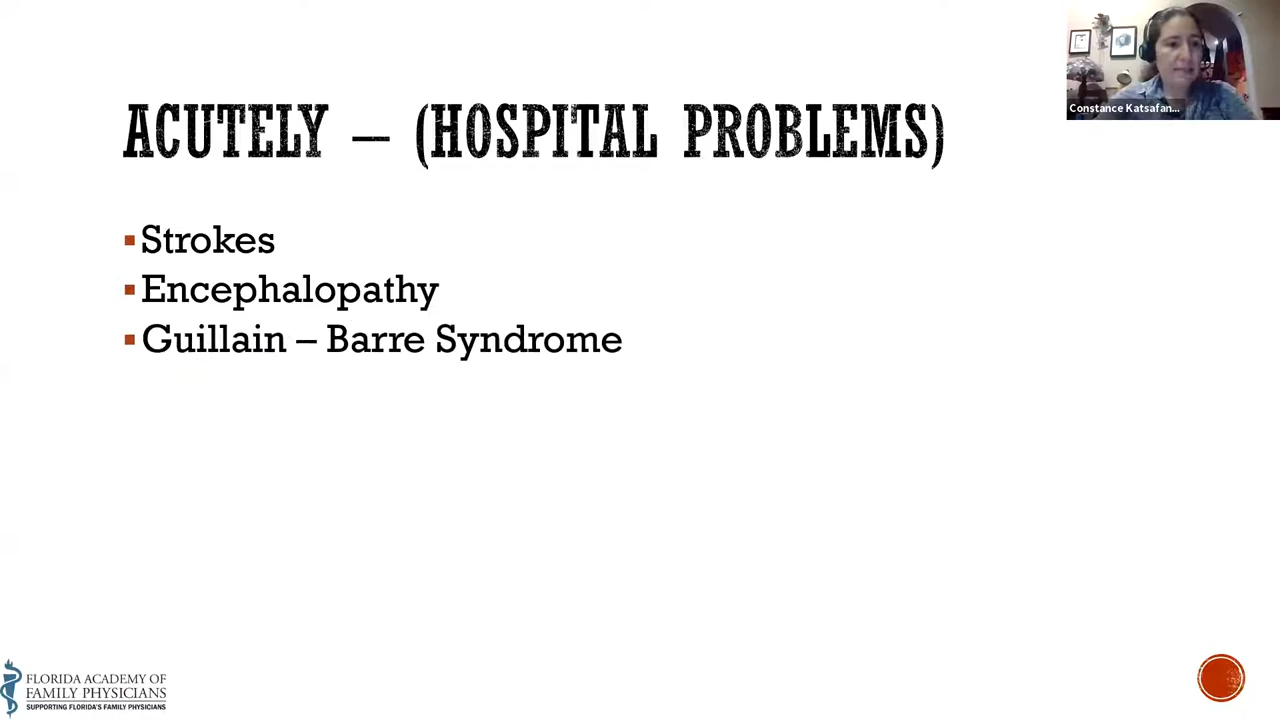 ACUTELY – (HOSPITAL PROBLEMS)
Constance Katsafan...
▪Strokes
▪Encephalopathy
▪Guillain – Barre Syndrome
FLORIDA ACADEMY OF
FAMILY PHYSICIANS
SUPPORTING FLORIDA'S FAMILY PHYSICIANS